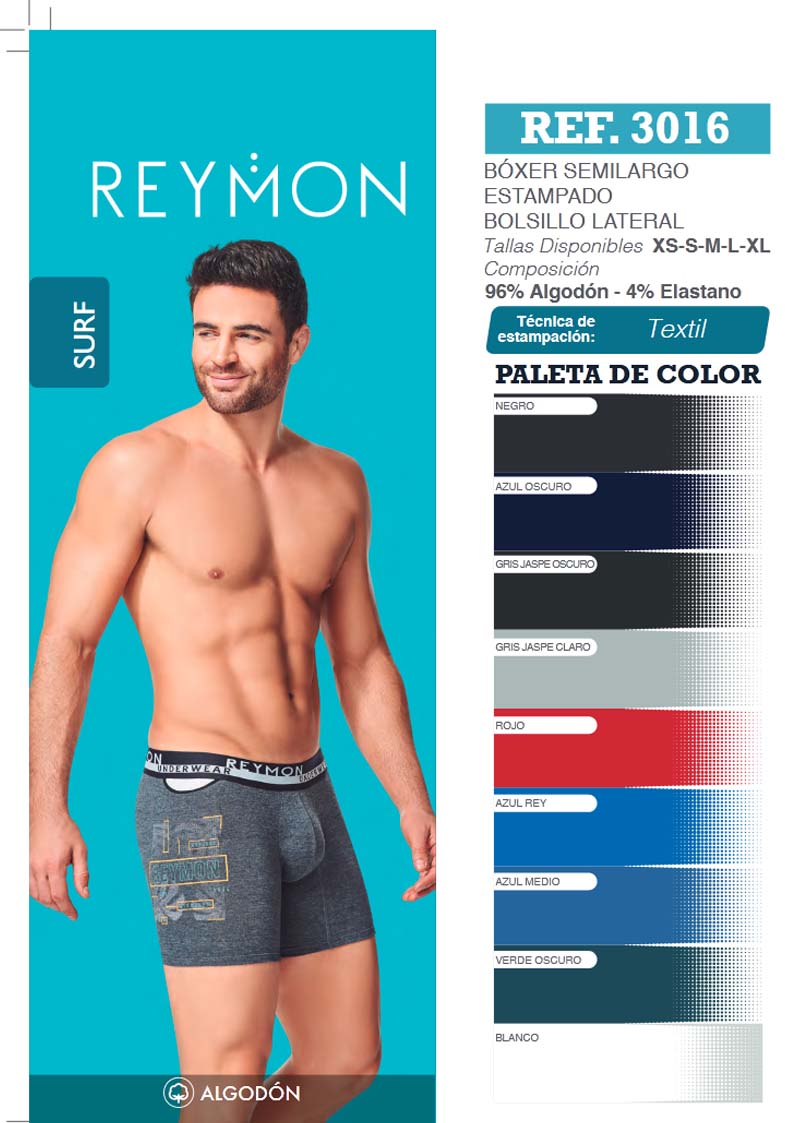 REYMON
SURF
REYMON
UNDERWEAR
REYMON
ALGODÓN
REF. 3016
BÓXER SEMILARGO
ESTAMPADO
BOLSILLO LATERAL
Tallas Disponibles XS-S-M-L-XL
Composición
96% Algodón - 4% Elastano
Técnica de
estampación:
Textil
PALETA DE COLOR
NEGRO
AZUL OSCURO
GRIS JASPE OSCURO
GRIS JASPE CLARO
ROJO
AZUL REY
AZUL MEDIO
VERDE OSCURO
BLANCO